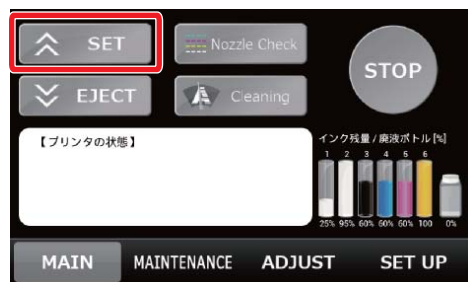 SET
Nozzle Check
STOP
EJECT
Cleaning
【プリンタの状態】
インク残量/廃液ボトル[%]
1 2 3 4 5 6
25% 95% 60% 60% 60% 100 0%
MAIN MAINTENANCE ADJUST SET UP